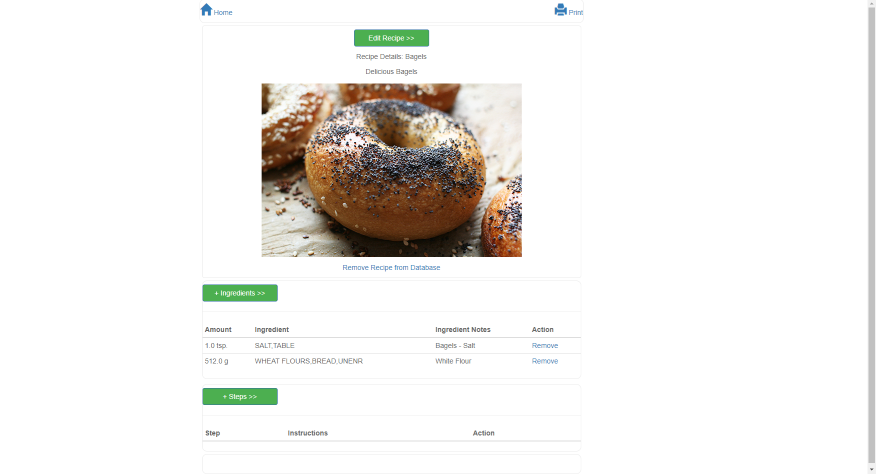 Home Print
Edit Recipe >>
Recipe Details: Bagels
Delicious Bagels
Remove Recipe from Database
+ Ingredients >>
Amount Ingredient Ingredient Notes Action
1.0 tsp. SALT,TABLE Bagels - Salt Remove
512.0 g WHEAT FLOURS,BREAD,UNENR White Flour Remove
+ Steps >>
Step Instructions Action